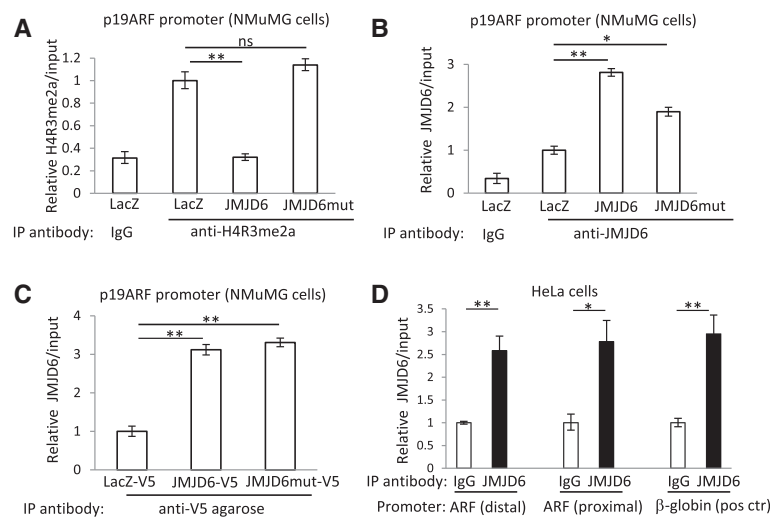 A
p19ARF promoter (NMuMG cells)
Relative H4R3me2a/input
1.2
1
0.8
0.6
0.4
0.2
0
ns
**
LacZ LacZ JMJD6 JMJD6mut
IP antibody: IgG anti-H4R3me2a
B
p19ARF promoter (NMuMG cells)
Relative JMJD6/input
3
2
1
0
*
**
LacZ LacZ JMJD6 JMJD6mut
IP antibody: IgG anti-JMJD6
C
p19ARF promoter (NMuMG cells)
Relative JMJD6/input
4
3
2
1
0
**
**
LacZ-V5 JMJD6-V5 JMJD6mut-V5
IP antibody: anti-V5 agarose
D
HeLa cells
Relative JMJD6/input
3.5
3
2.5
2
1.5
1
0.5
0
** * **
IP antibody: IgG JMJD6 IgG JMJD6 IgG JMJD6
Promoter: ARF (distal) ARF (proximal) β-globin (pos ctr)